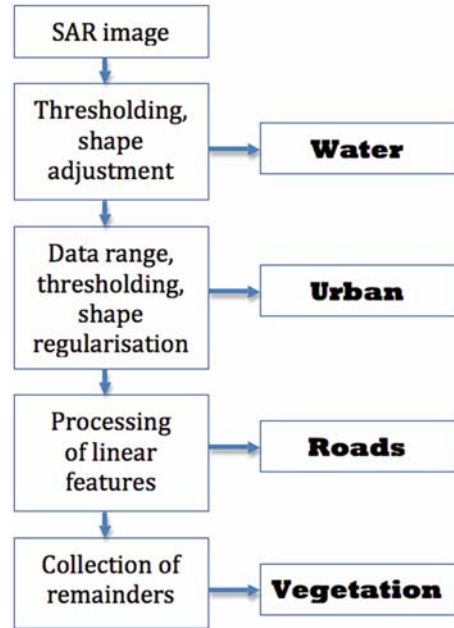 SAR image
Thresholding,
shape
adjustment
Water
Data range,
thresholding,
shape
regularisation
Urban
Processing
of linear
features
Roads
Collection of
remainders
Vegetation